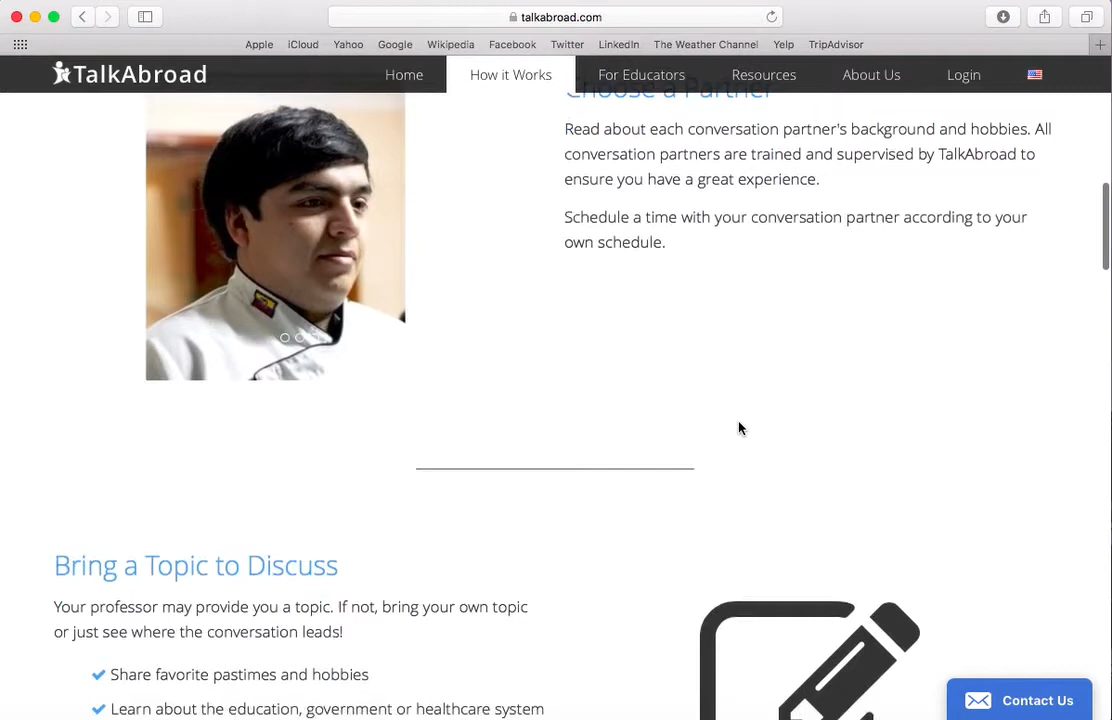 talkabroad.com
Apple iCloud Yahoo Google Wikipedia Facebook Twitter LinkedIn The Weather Channel Yelp TripAdvisor
TalkAbroad Home How it Works For Educators Resources About Us Login
Choose a Partner
Read about each conversation partner's background and hobbies. All
conversation partners are trained and supervised by TalkAbroad to
ensure you have a great experience.
Schedule a time with your conversation partner according to your
own schedule.
Bring a Topic to Discuss
Your professor may provide you a topic. If not, bring your own topic
or just see where the conversation leads!
Share favorite pastimes and hobbies
Learn about the education, government or healthcare system
Contact Us